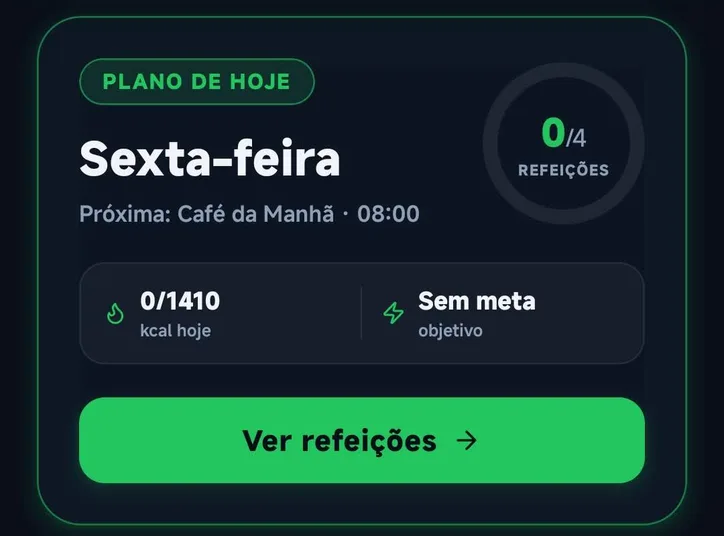 PLANO DE HOJE
0/4
REFEIÇÕES
Sexta-feira
Próxima: Café da Manhã · 08:00
0/1410
kcal hoje
Sem meta
objetivo
Ver refeições →